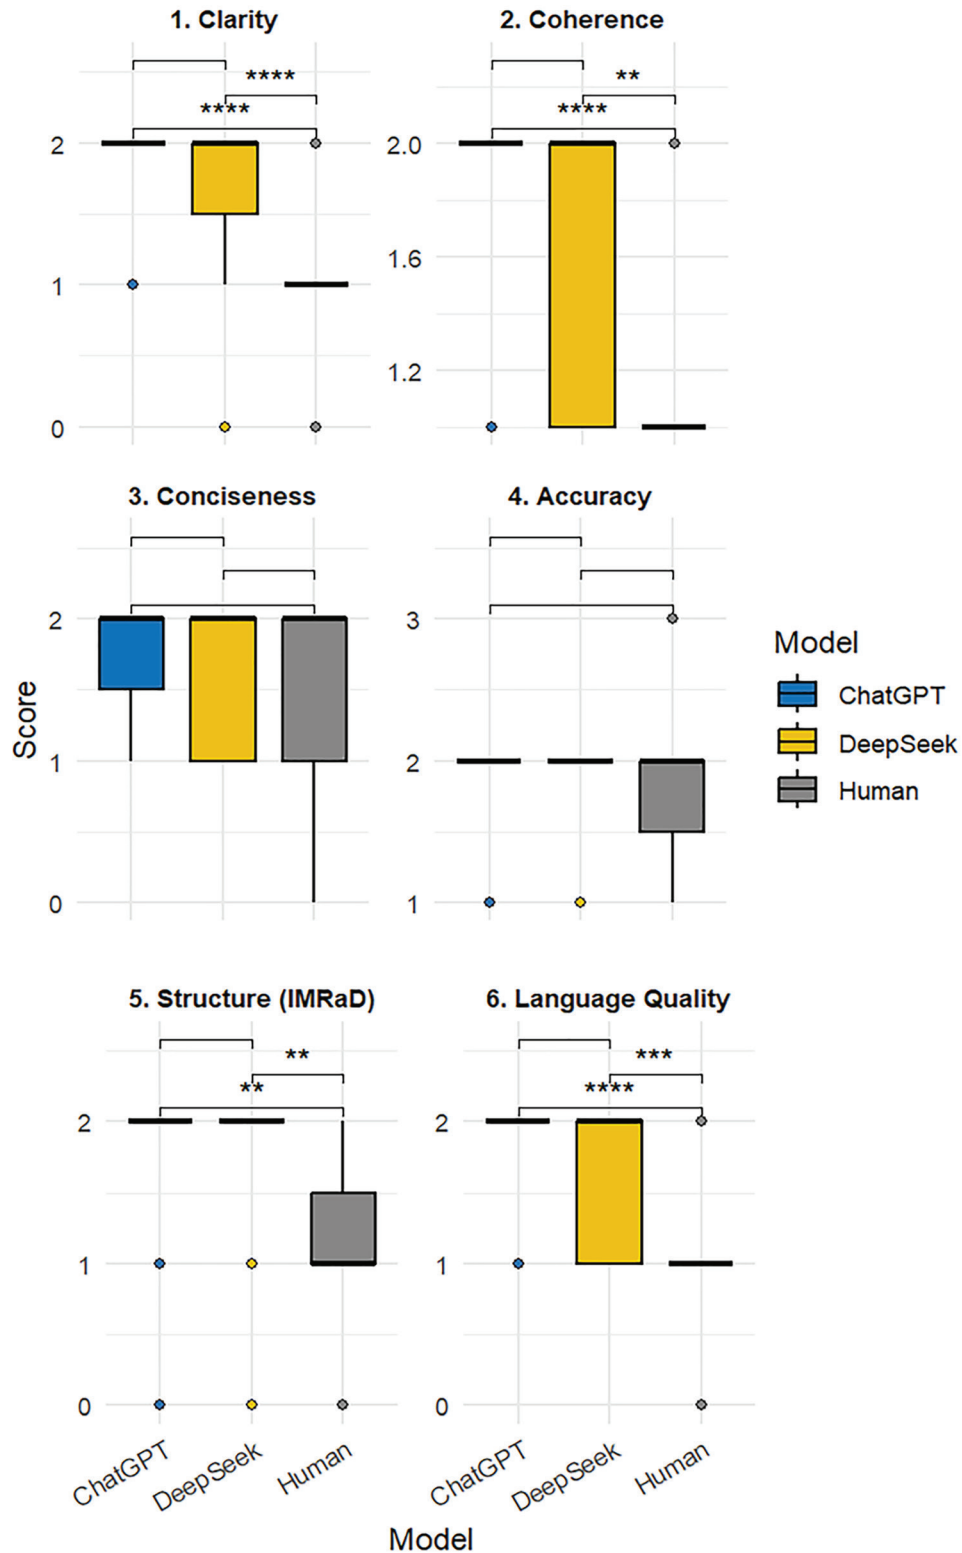 1. Clarity
2. Coherence
****
**
****
****
2
1
0
2.0
1.6
1.2
3. Conciseness
4. Accuracy
2
1
0
3
2
1
Score
Model
ChatGPT
DeepSeek
Human
5. Structure (IMRaD)
6. Language Quality
**
***
**
****
2
1
0
2
1
0
ChatGPT
DeepSeek
Human
ChatGPT
DeepSeek
Human
Model